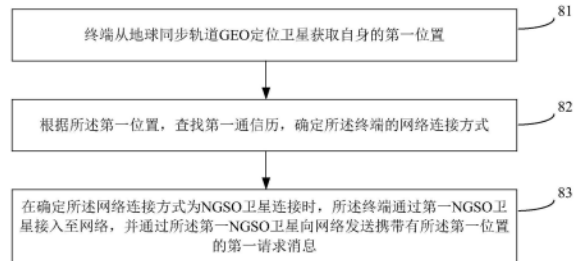 81
终端从地球同步轨道GEO定位卫星获取自身的第一位置
82
根据所述第一位置，查找第一通信历，确定所述终端的网络连接方式
83
在确定所述网络连接方式为NGSO卫星连接时，所述终端通过第一NGSO卫
星接入至网络，并通过所述第一NGSO卫星向网络发送携带有所述第一位置
的第一请求消息